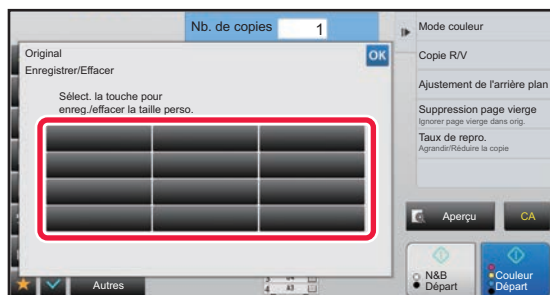 Nb. de copies 1
Mode couleur
Original
OK
Copie R/V
Enregistrer/Effacer
Ajustement de l'arrière plan
Sélect. la touche pour
enreg./effacer la taille perso.
Suppression page vierge
Ignorer page vierge dans orig.
Taux de repro.
Agrandir/Réduire la copie
Aperçu
CA
N&B
Départ
Couleur
Départ
Autres
4 A3